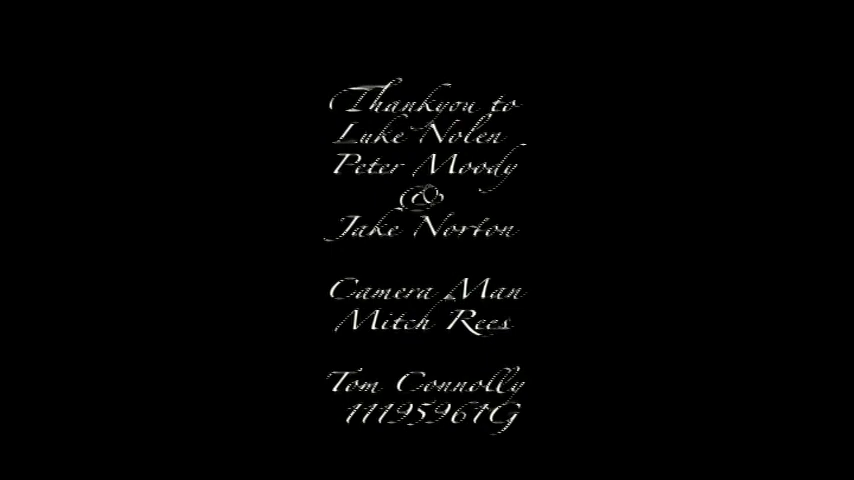 Thankyou to
Luke Nolen
Peter Moody
&
Jake Norton
Camera Man
Mitch Rees
Tom Connolly
11195961G